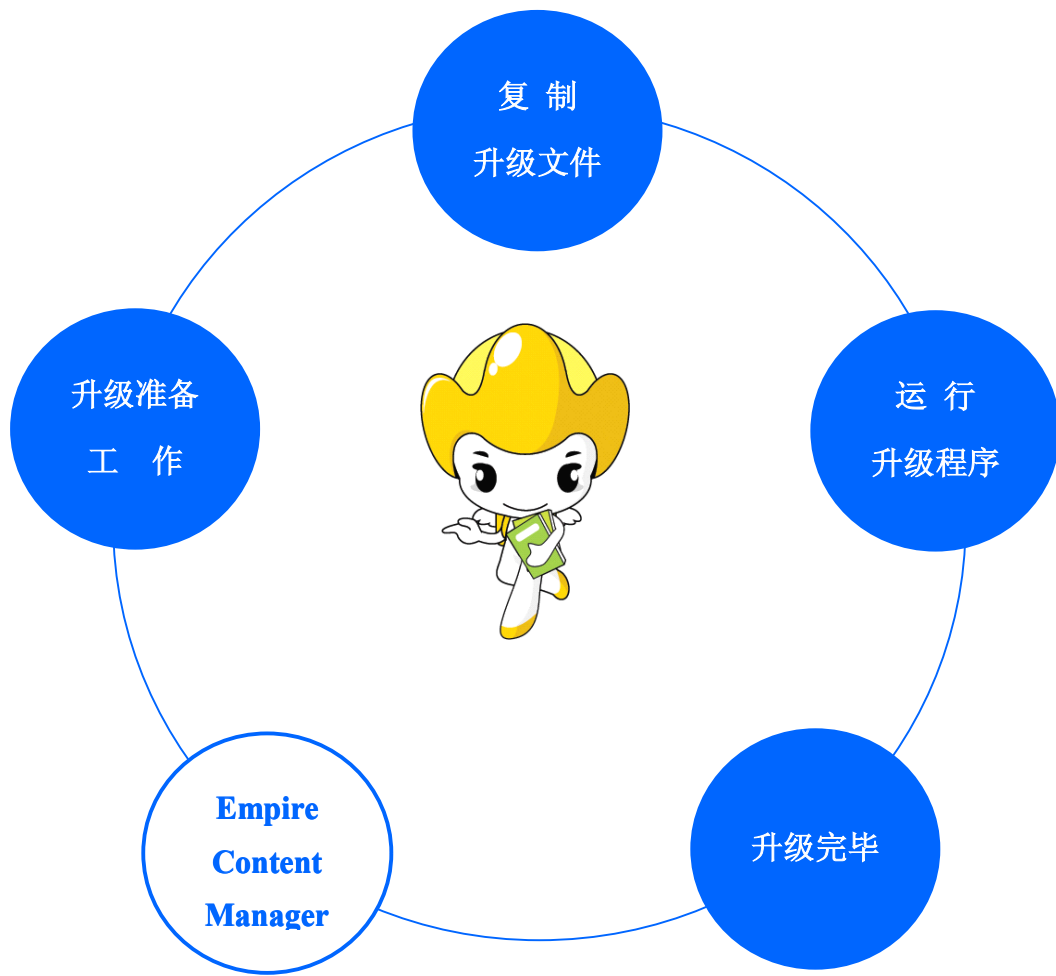 复 制
升级文件
升级准备
工 作
运 行
升级程序
Empire
Content
Manager
升级完毕